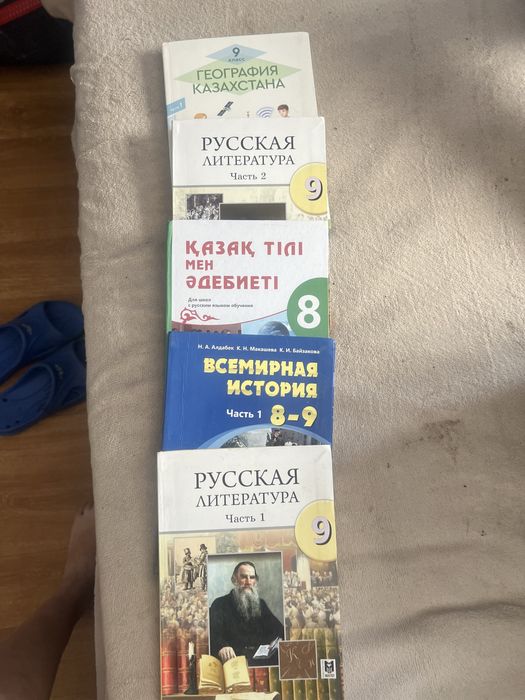 9
класс
ГЕОГРАФИЯ
КАЗАХСТАНА
РУССКАЯ
ЛИТЕРАТУРА
Часть 2
9
ҚАЗАҚ ТІЛІ
МЕН
ӘДЕБИЕТІ
Для школ
с русским языком обучения
8
Н. А. Алдабек К. Н. Макашева К. И. Байзакова
ВСЕМИРНАЯ
ИСТОРИЯ
Часть 1 8-9
РУССКАЯ
ЛИТЕРАТУРА
Часть 1
9